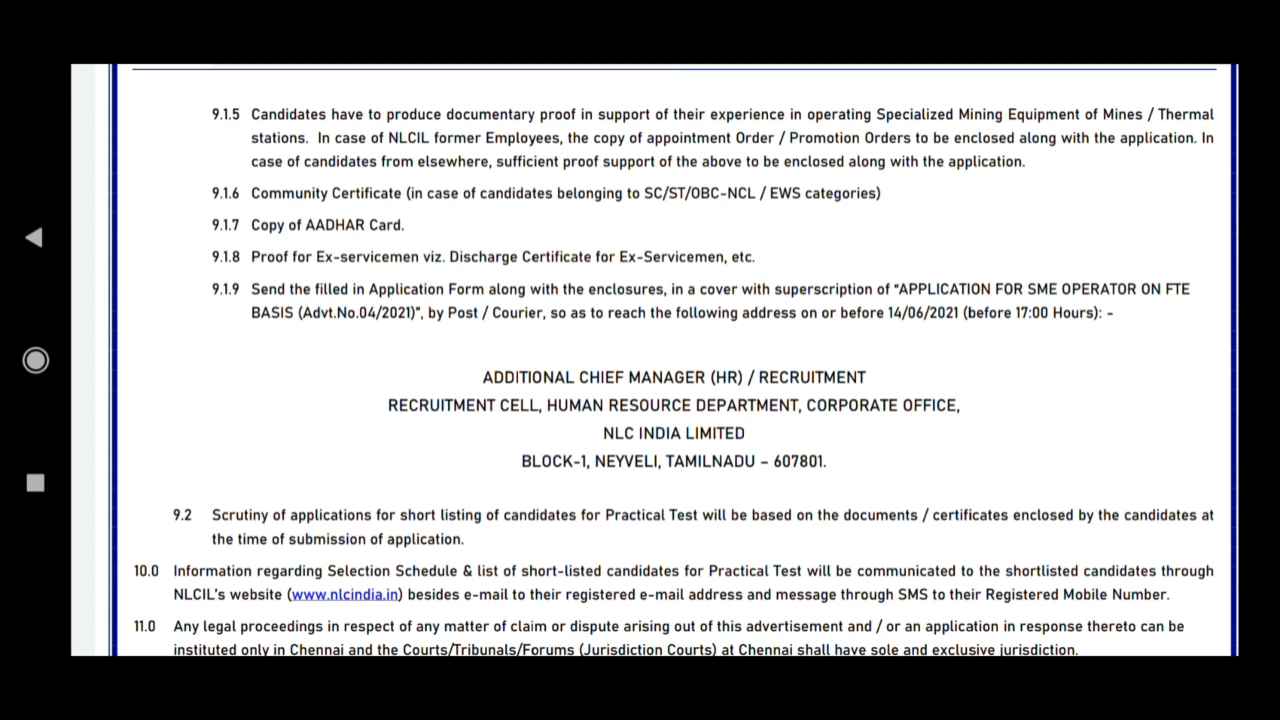 9.1.5 Candidates have to produce documentary proof in support of their experience in operating Specialized Mining Equipment of Mines / Thermal
stations. In case of NLCIL former Employees, the copy of appointment Order / Promotion Orders to be enclosed along with the application. In
case of candidates from elsewhere, sufficient proof support of the above to be enclosed along with the application.
9.1.6 Community Certificate (in case of candidates belonging to SC/ST/OBC-NCL / EWS categories)
9.1.7 Copy of AADHAR Card.
9.1.8 Proof for Ex-servicemen viz. Discharge Certificate for Ex-Servicemen, etc.
9.1.9 Send the filled in Application Form along with the enclosures, in a cover with superscription of "APPLICATION FOR SME OPERATOR ON FTE
BASIS (Advt.No.04/2021)", by Post / Courier, so as to reach the following address on or before 14/06/2021 (before 17:00 Hours): -
ADDITIONAL CHIEF MANAGER (HR) / RECRUITMENT
RECRUITMENT CELL, HUMAN RESOURCE DEPARTMENT, CORPORATE OFFICE,
NLC INDIA LIMITED
BLOCK-1, NEYVELI, TAMILNADU – 607801.
9.2 Scrutiny of applications for short listing of candidates for Practical Test will be based on the documents / certificates enclosed by the candidates at
the time of submission of application.
10.0 Information regarding Selection Schedule & list of short-listed candidates for Practical Test will be communicated to the shortlisted candidates through
NLCIL's website (www.nlcindia.in) besides e-mail to their registered e-mail address and message through SMS to their Registered Mobile Number.
11.0 Any legal proceedings in respect of any matter of claim or dispute arising out of this advertisement and / or an application in response thereto can be
instituted only in Chennai and the Courts/Tribunals/Forums (Jurisdiction Courts) at Chennai shall have sole and exclusive jurisdiction.